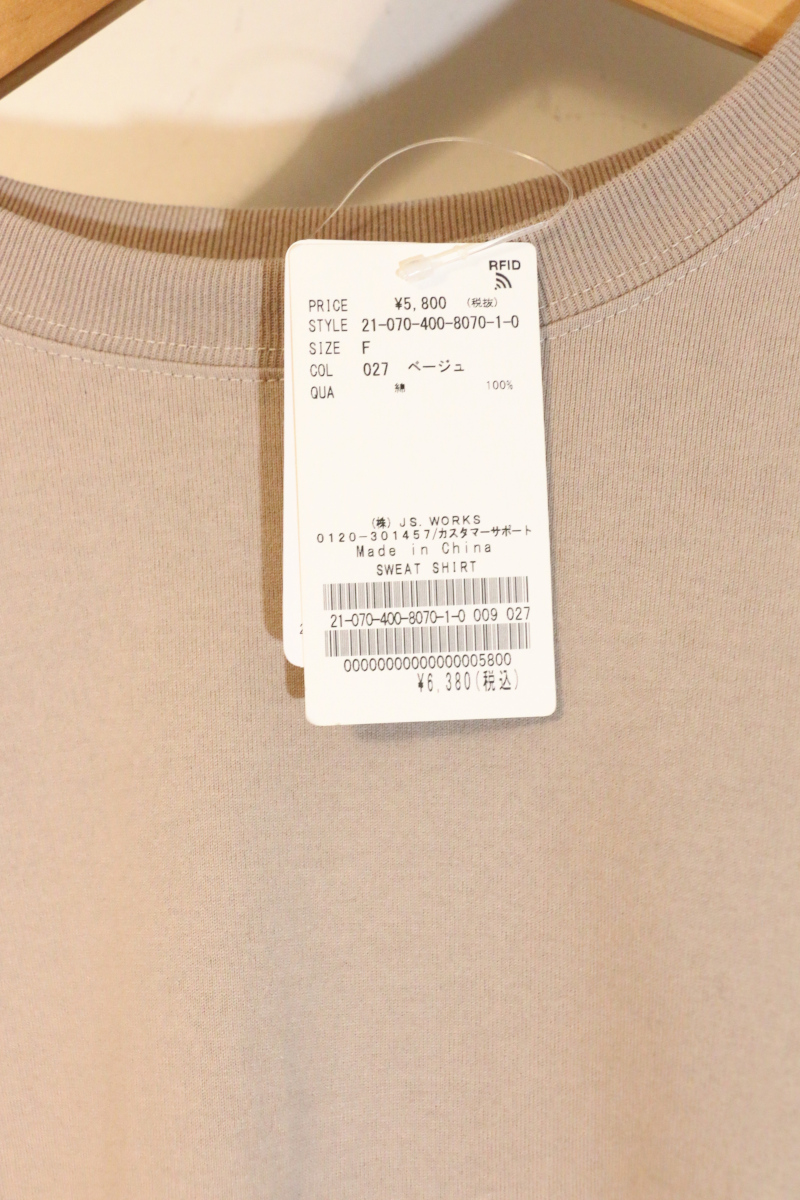 RFID
PRICE ¥5,800 (税抜)
STYLE 21-070-400-8070-1-0
SIZE F
COL 027 ベージュ
QUA 綿 100%
(株) JS. WORKS
0120-301457/カスタマーサポート
Made in China
SWEAT SHIRT
21-070-400-8070-1-0 009 027
00000000000000005800
¥6,380(税込)